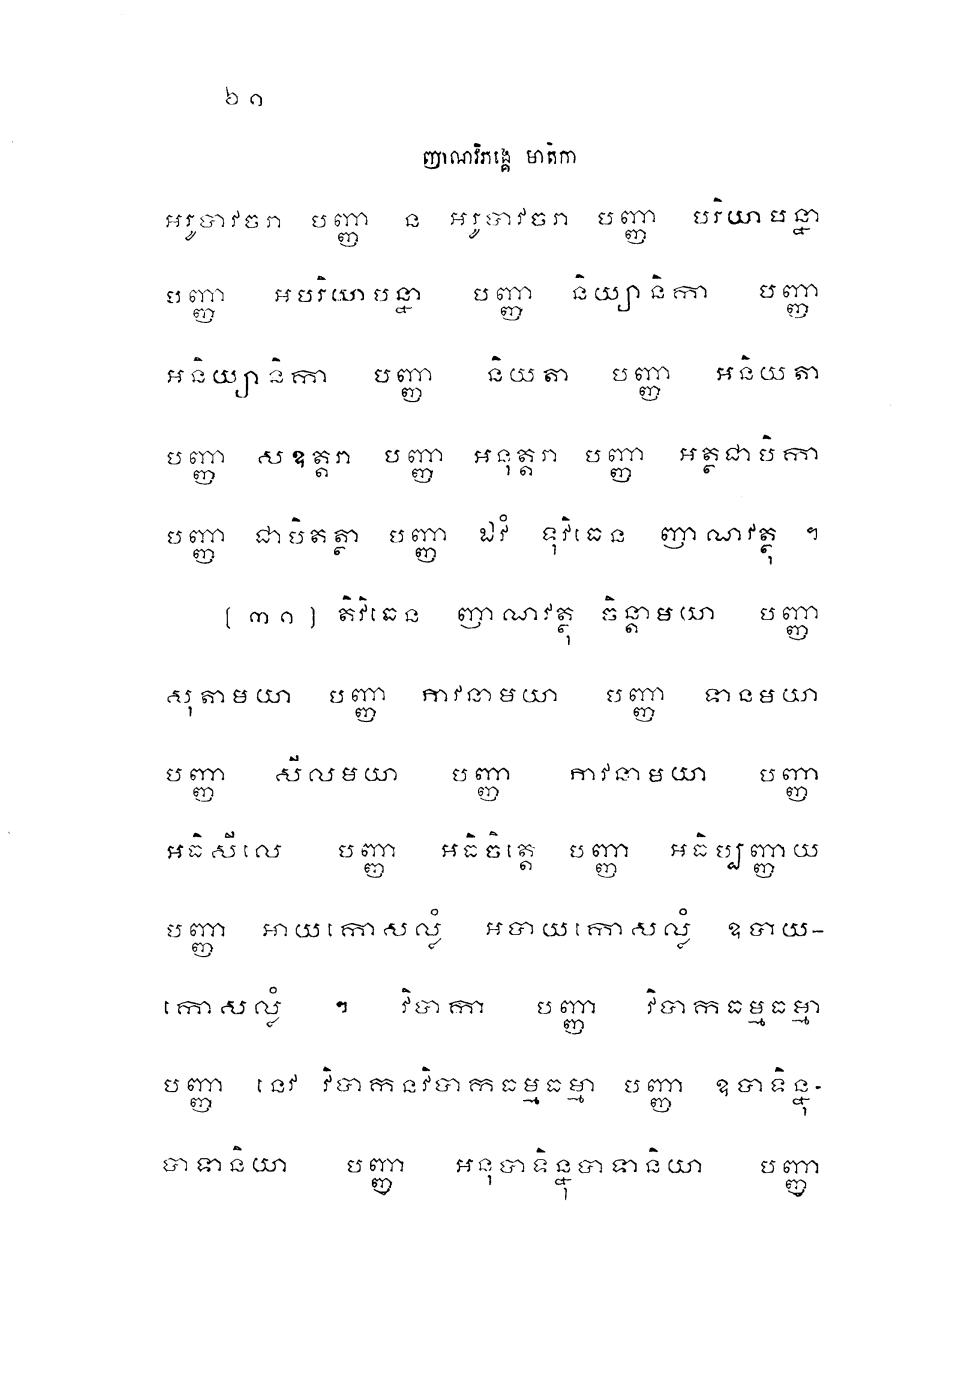 ៦១
ញាណវិភង្គេ មាតិកា
អរូបាវចរា បញ្ញា ន អរូបាវចរា បញ្ញា បរិយាបន្នា
បញ្ញា អបរិយាបន្នា បញ្ញា និយ្យានិកា បញ្ញា
អនិយ្យានិកា បញ្ញា និយតា បញ្ញា អនិយតា
បញ្ញា សឧត្តរា បញ្ញា អនុត្តរា បញ្ញា អត្ថជាបិកា
បញ្ញា ជាបិតត្ថា បញ្ញា ឯវំ ទុវិធេន ញាណវត្ថុ ។
[ ៣១ ] តិវិធេន ញាណវត្ថុ ចិន្តាមយា បញ្ញា
សុតាមយា បញ្ញា ភាវនាមយា បញ្ញា ទានមយា
បញ្ញា សីលមយា បញ្ញា ភាវនាមយា បញ្ញា
អធិសីលេ បញ្ញា អធិចិត្តេ បញ្ញា អធិប្បញ្ញាយ
បញ្ញា អាយកោសល្លំ អបាយកោសល្លំ ឧបាយ-
កោសល្លំ ។ វិបាកា បញ្ញា វិបាកធម្មធម្មា
បញ្ញា នេវ វិបាកនវិបាកធម្មធម្មា បញ្ញា ឧបាទិន្នុ-
បាទានិយា បញ្ញា អនុបាទិន្នុបាទានិយា បញ្ញា